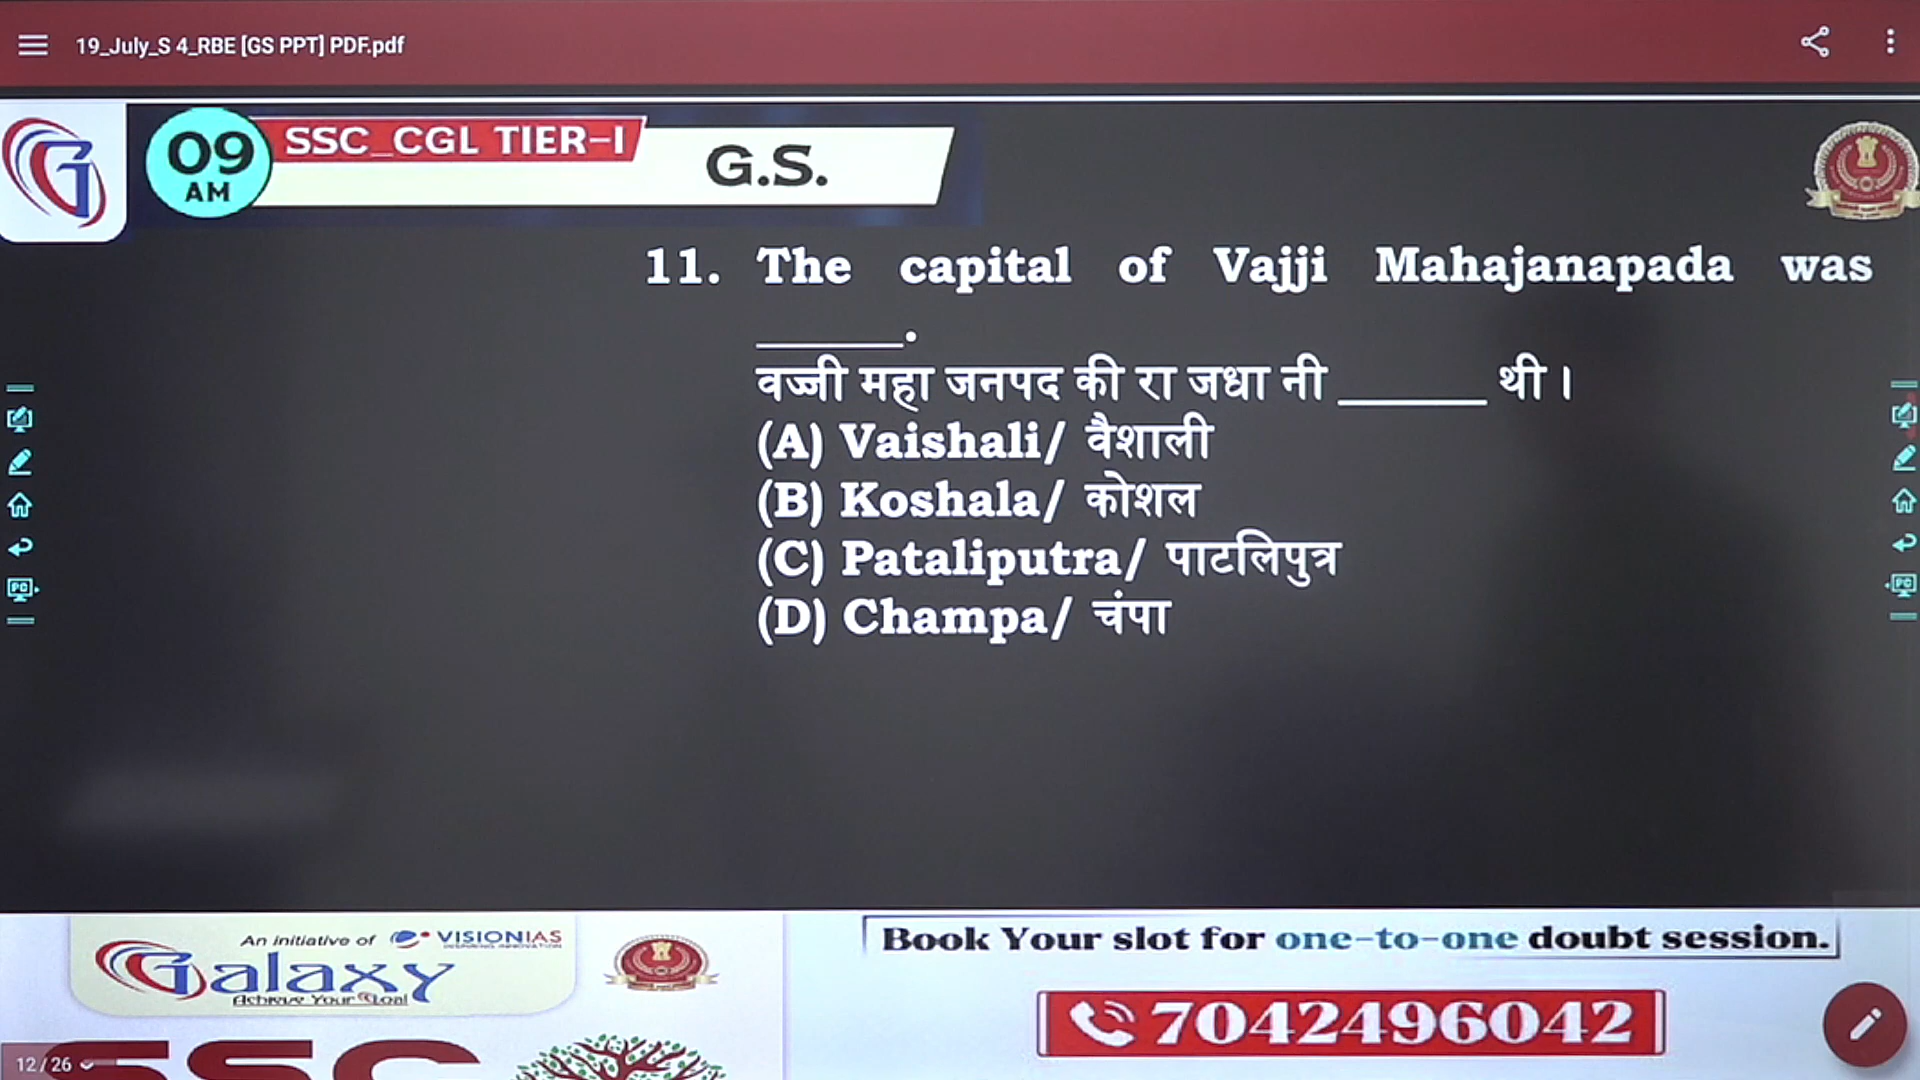 19_July_S 4_RBE [GS PPT] PDF.pdf
09
AM
SSC_CGL TIER-I
G.S.
11. The capital of Vajji Mahajanapada was
______.
वज्जी महा जनपद की रा जधा नी ______ थी।
(A) Vaishali/ वैशाली
(B) Koshala/ कोशल
(C) Pataliputra/ पाटलिपुत्र
(D) Champa/ चंपा
An initiative of VISIONIAS
Galaxy
Achieve Your Goal
Book Your slot for one-to-one doubt session.
7042496042
12 / 26
SSC